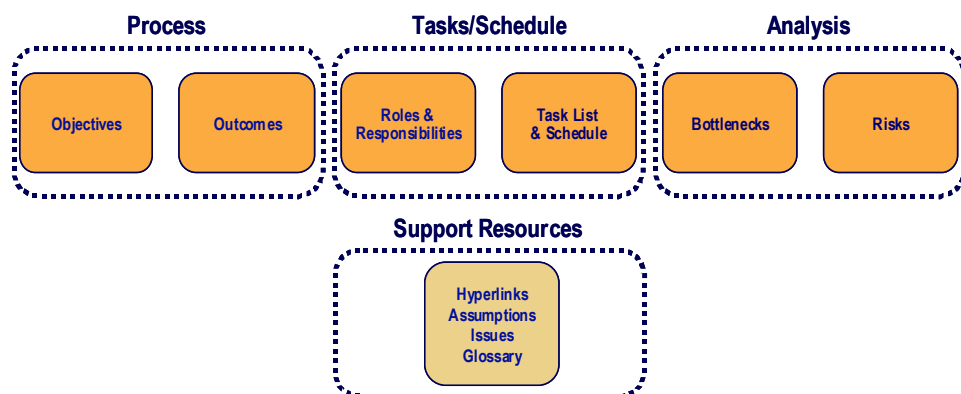 Process
Tasks/Schedule
Analysis
Objectives
Outcomes
Roles &
Responsibilities
Task List
& Schedule
Bottlenecks
Risks
Support Resources
Hyperlinks
Assumptions
Issues
Glossary